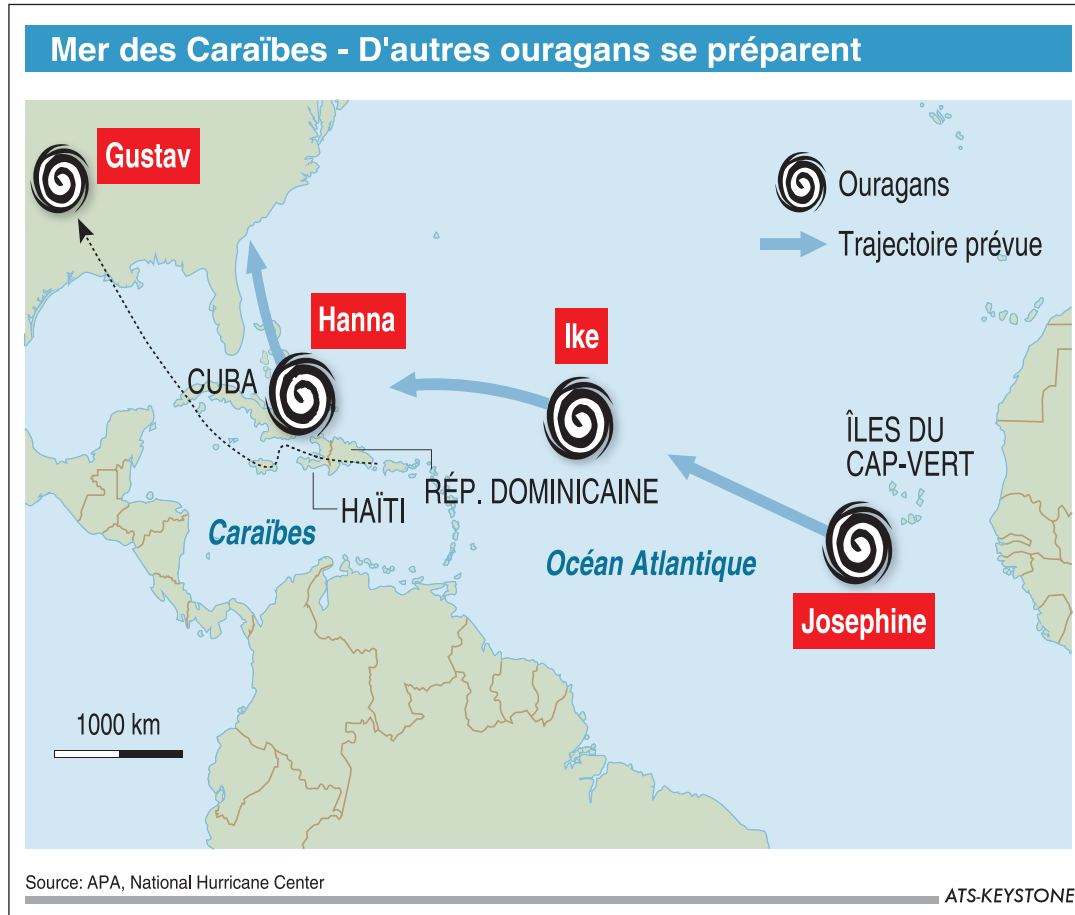 Mer des Caraïbes - D'autres ouragans se préparent
Gustav
Ouragans
Trajectoire prévue
Hanna
Ike
CUBA
ÎLES DU
CAP-VERT
RÉP. DOMINICAINE
HAÏTI
Caraïbes
Océan Atlantique
Josephine
1000 km
Source: APA, National Hurricane Center
ATS-KEYSTONE